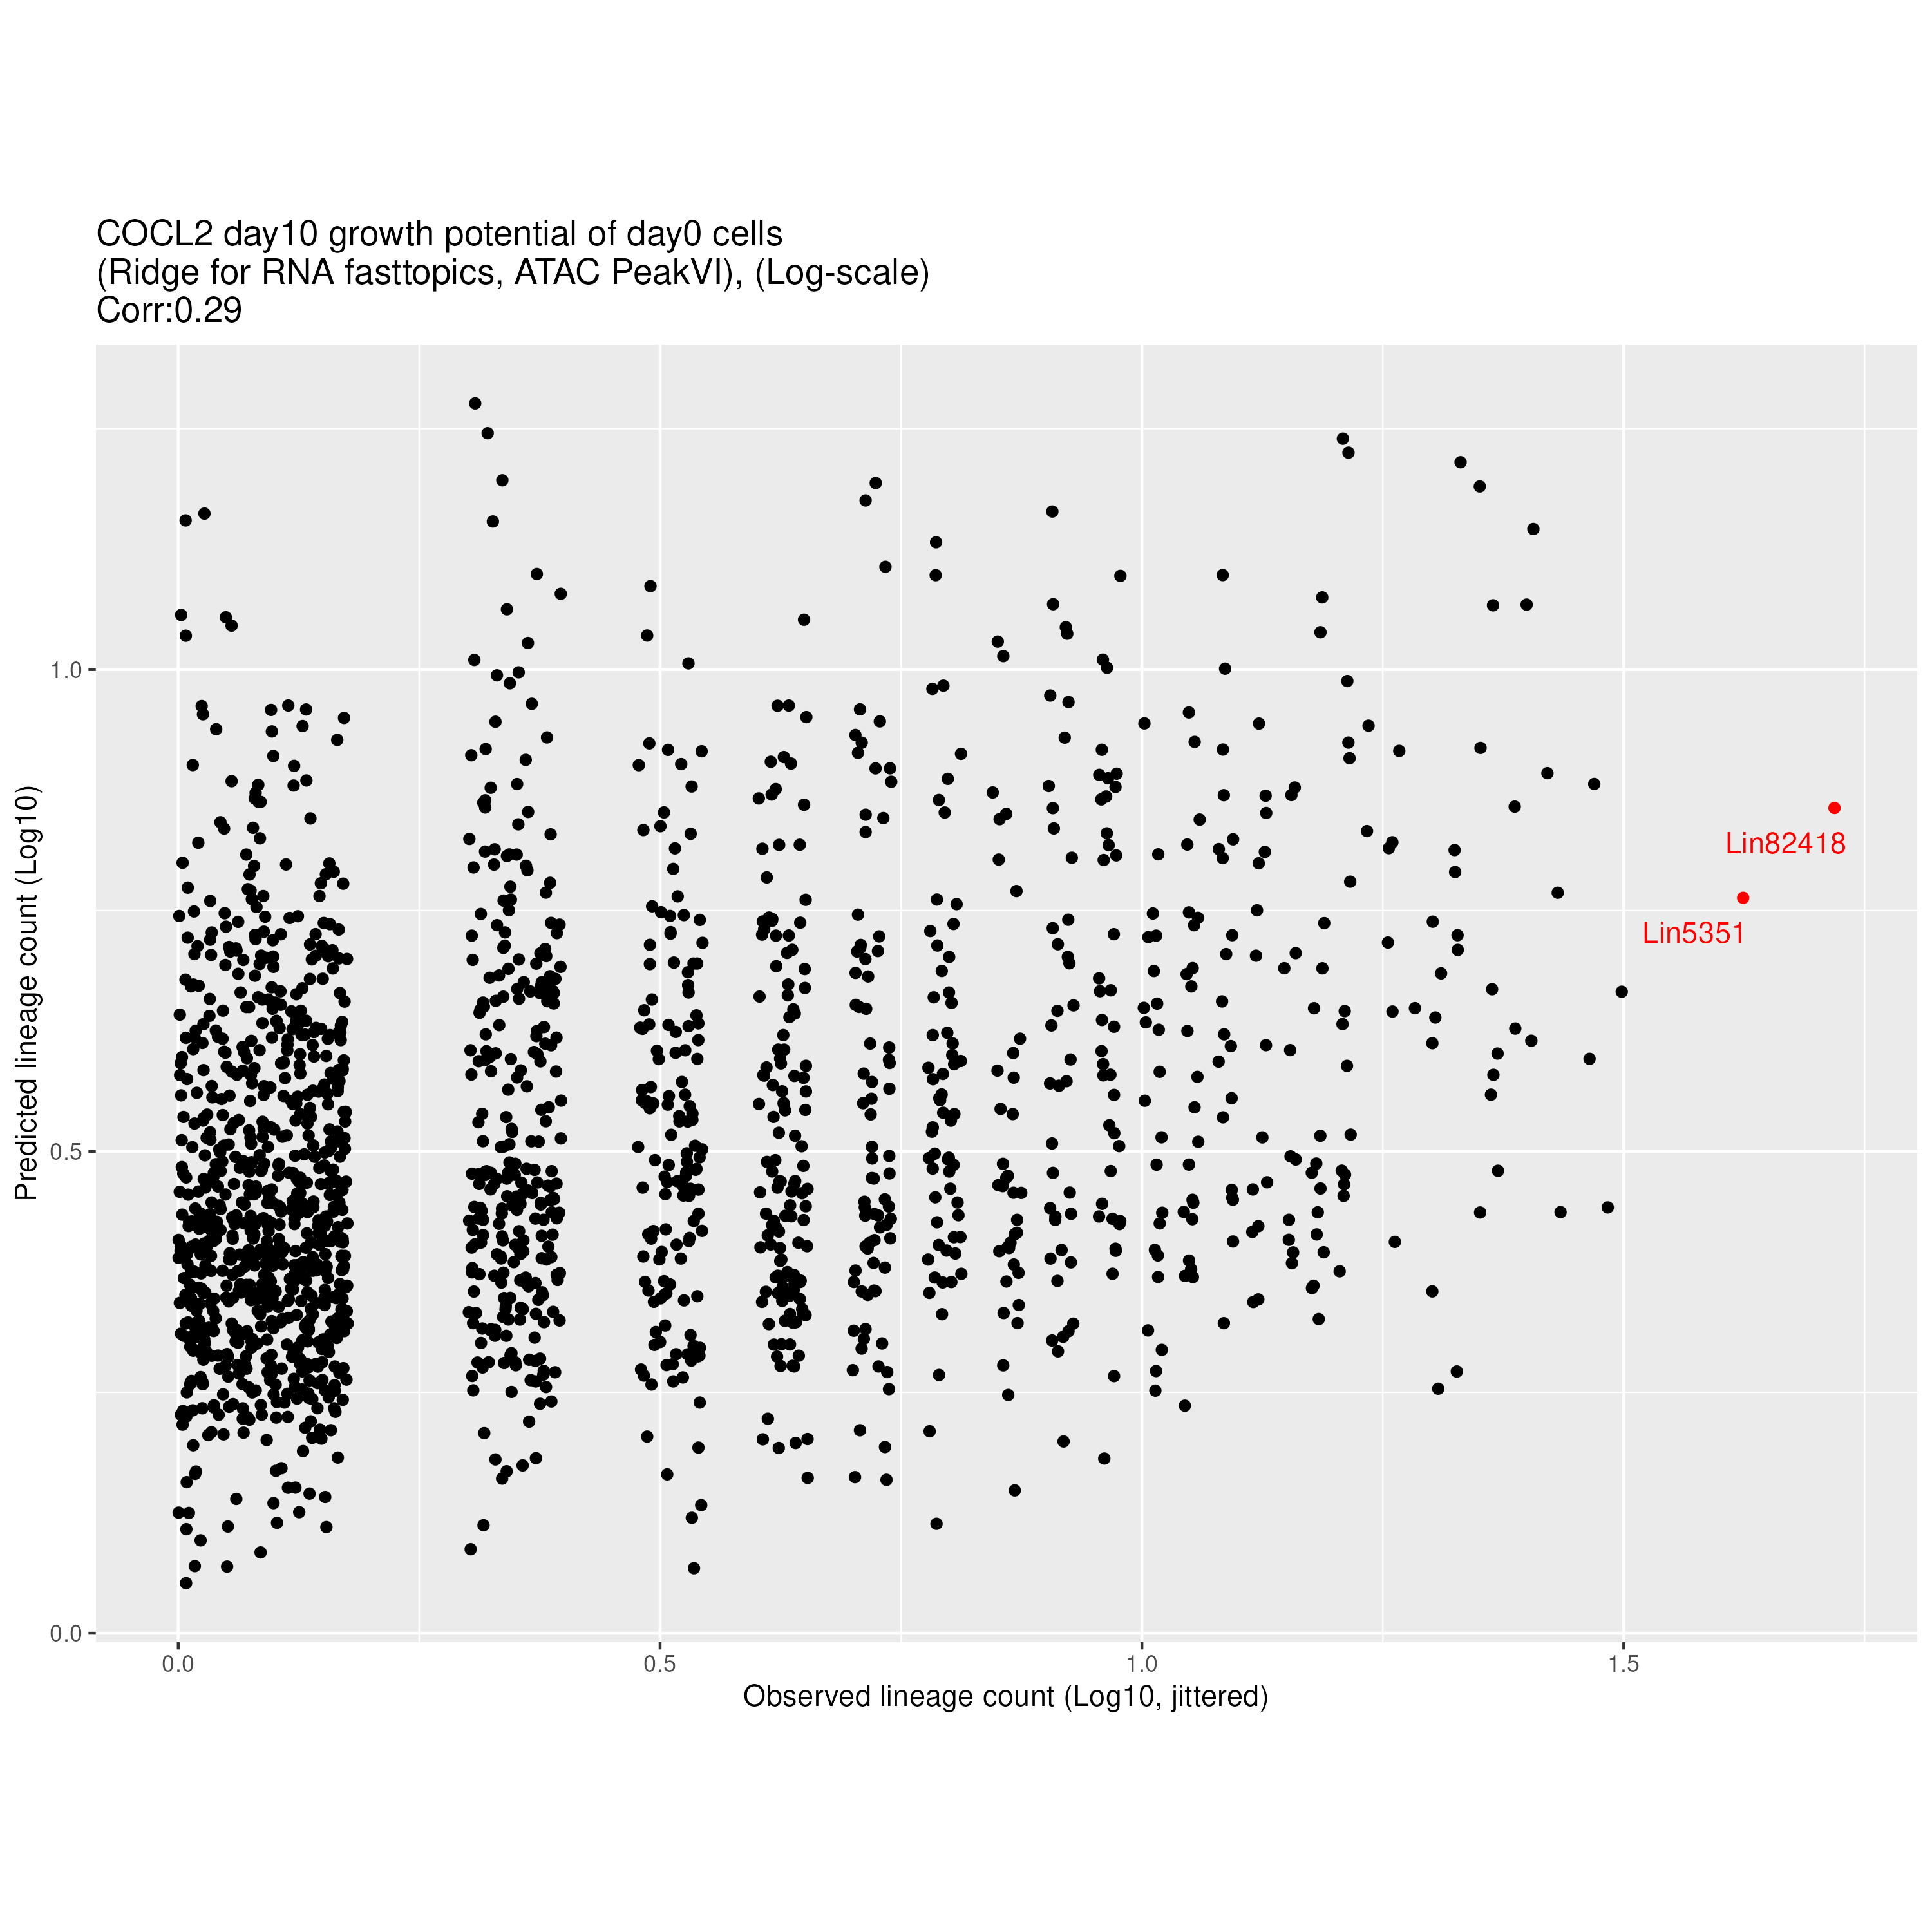 COCL2 day10 growth potential of day0 cells
(Ridge for RNA fasttopics, ATAC PeakVI), (Log-scale)
Corr:0.29
Predicted lineage count (Log10)
1.0
0.5
0.0
Lin82418
Lin5351
0.0 0.5 1.0 1.5
Observed lineage count (Log10, jittered)